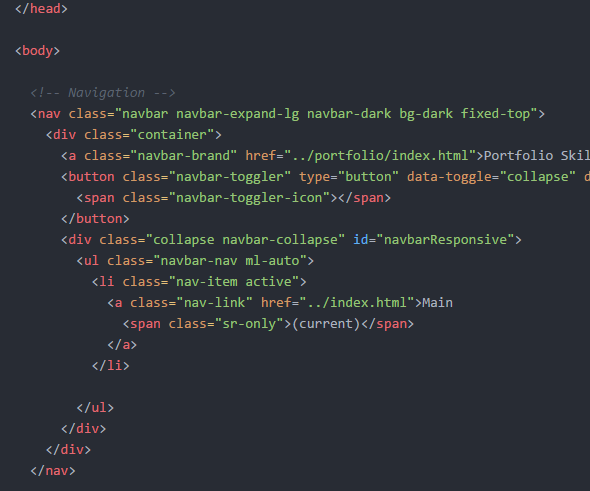 </head>
<body>
<!-- Navigation -->
<nav class="navbar navbar-expand-lg navbar-dark bg-dark fixed-top">
<div class="container">
<a class="navbar-brand" href="../portfolio/index.html">Portfolio Skil
<button class="navbar-toggler" type="button" data-toggle="collapse" d
<span class="navbar-toggler-icon"></span>
</button>
<div class="collapse navbar-collapse" id="navbarResponsive">
<ul class="navbar-nav ml-auto">
<li class="nav-item active">
<a class="nav-link" href="../index.html">Main
<span class="sr-only">(current)</span>
</a>
</li>
</ul>
</div>
</div>
</nav>